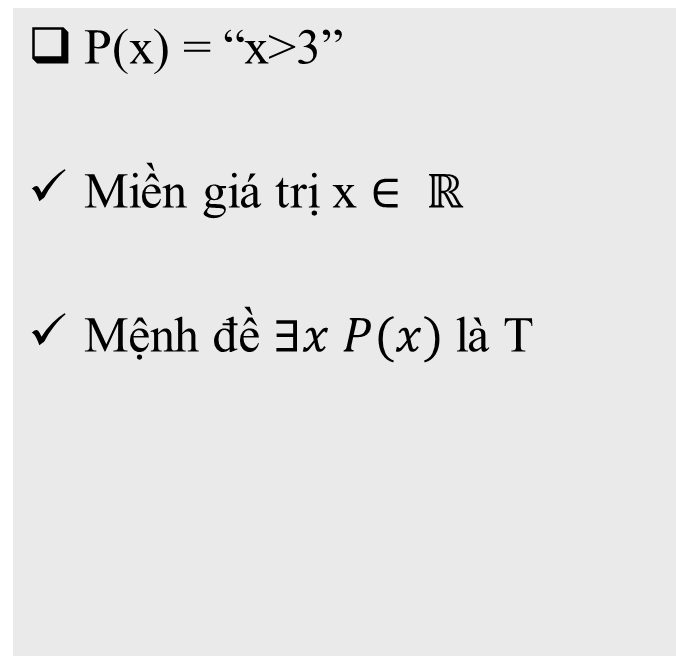 ❑ P(x) = “x>3”
✓ Miền giá trị x ∈ ℝ
✓ Mệnh đề ∃x P(x) là T